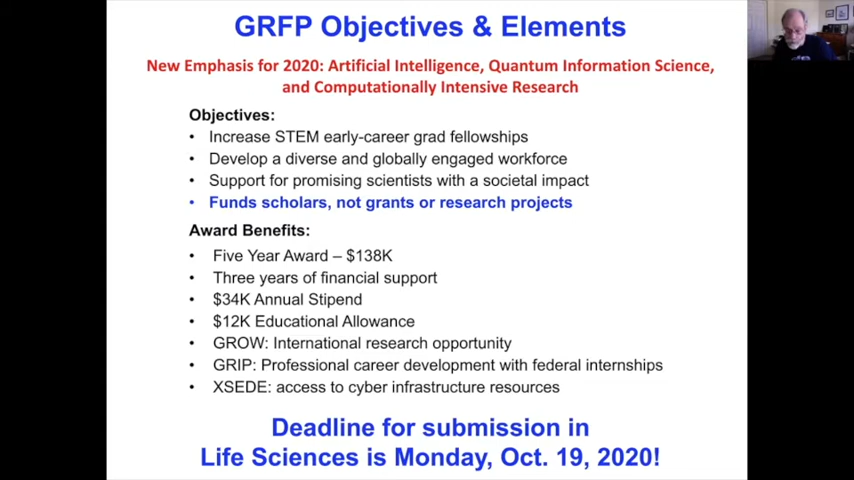 GRFP Objectives & Elements
New Emphasis for 2020: Artificial Intelligence, Quantum Information Science,
and Computationally Intensive Research
Objectives:
• Increase STEM early-career grad fellowships
• Develop a diverse and globally engaged workforce
• Support for promising scientists with a societal impact
• Funds scholars, not grants or research projects
Award Benefits:
• Five Year Award – $138K
• Three years of financial support
• $34K Annual Stipend
• $12K Educational Allowance
• GROW: International research opportunity
• GRIP: Professional career development with federal internships
• XSEDE: access to cyber infrastructure resources
Deadline for submission in
Life Sciences is Monday, Oct. 19, 2020!